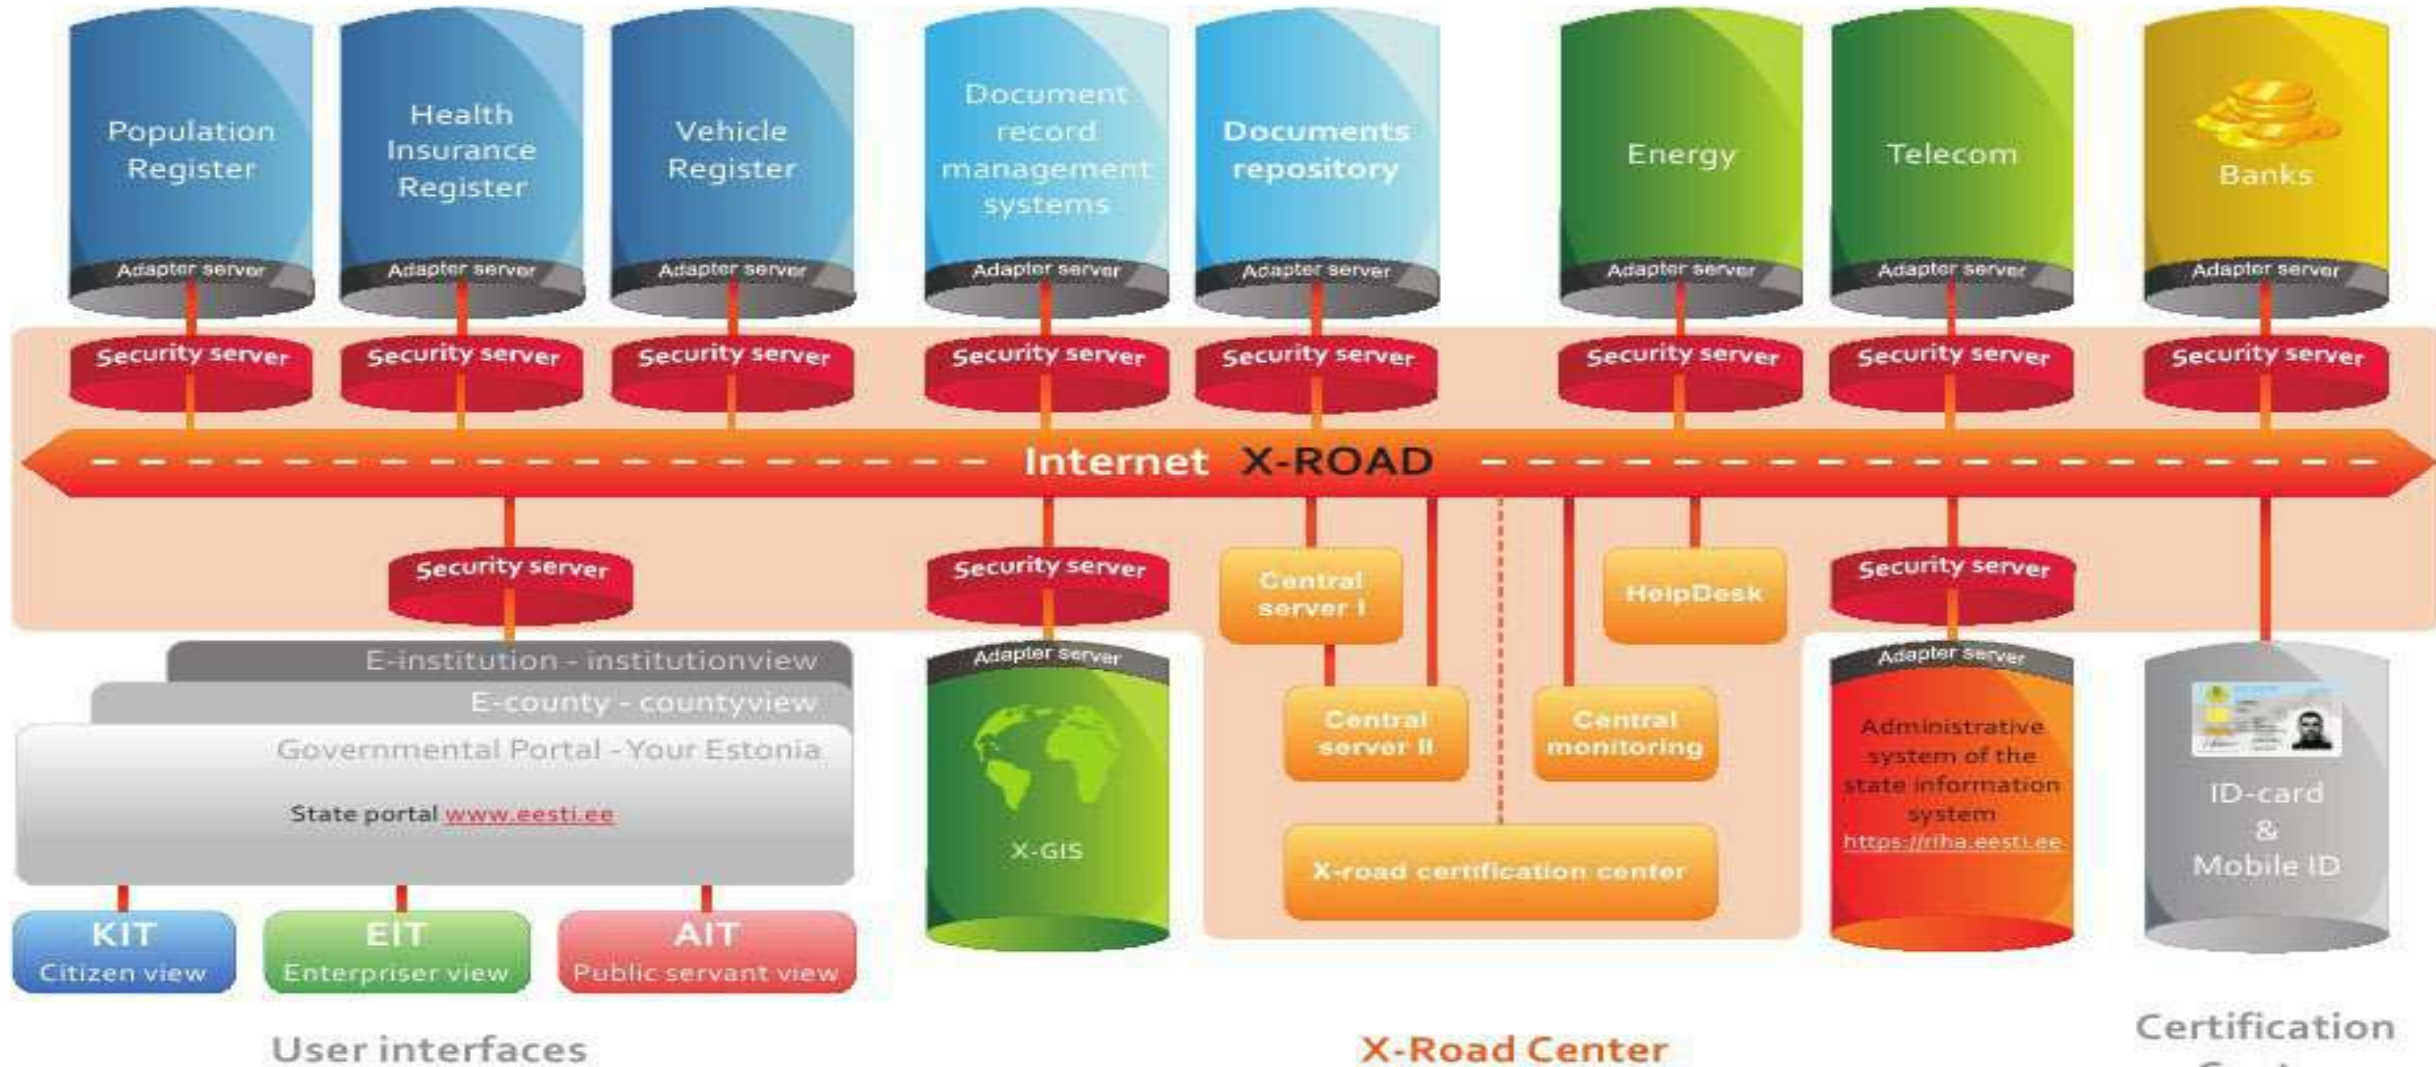 Population
Register
Health
Insurance
Register
Vehicle
Register
Document
record
management
systems
Documents
repository
Energy
Telecom
Banks
Adapter server
Adapter server
Adapter server
Adapter server
Adapter server
Adapter server
Adapter server
Adapter server
Security server
Security server
Security server
Security server
Security server
Security server
Security server
Security server
Internet X-ROAD
Security server
Security server
Central
server I
HelpDesk
Security server
E-institution - institutionview
E-county - countyview
Governmental Portal - Your Estonia
State portal www.eesti.ee
Adapter server
X-GIS
Central
server II
Central
monitoring
X-road certification center
Adapter server
Administrative
system of the
state information
system
https://riha.eesti.ee
ID-card
&
Mobile ID
KIT
Citizen view
EIT
Enterpriser view
AIT
Public servant view
User interfaces
X-Road Center
Certification